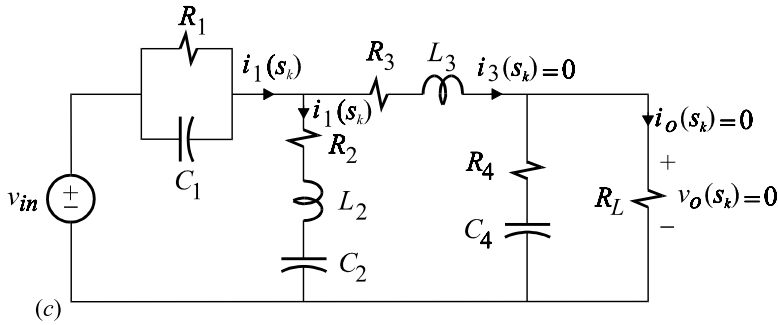 R1
i1(sk)
R3
L3
i3(sk)=0
i1(sk)
io(sk)=0
R2
C1
vin
+
−
L2
R4
+
RL
vo(sk)=0
C4
−
C2
(c)